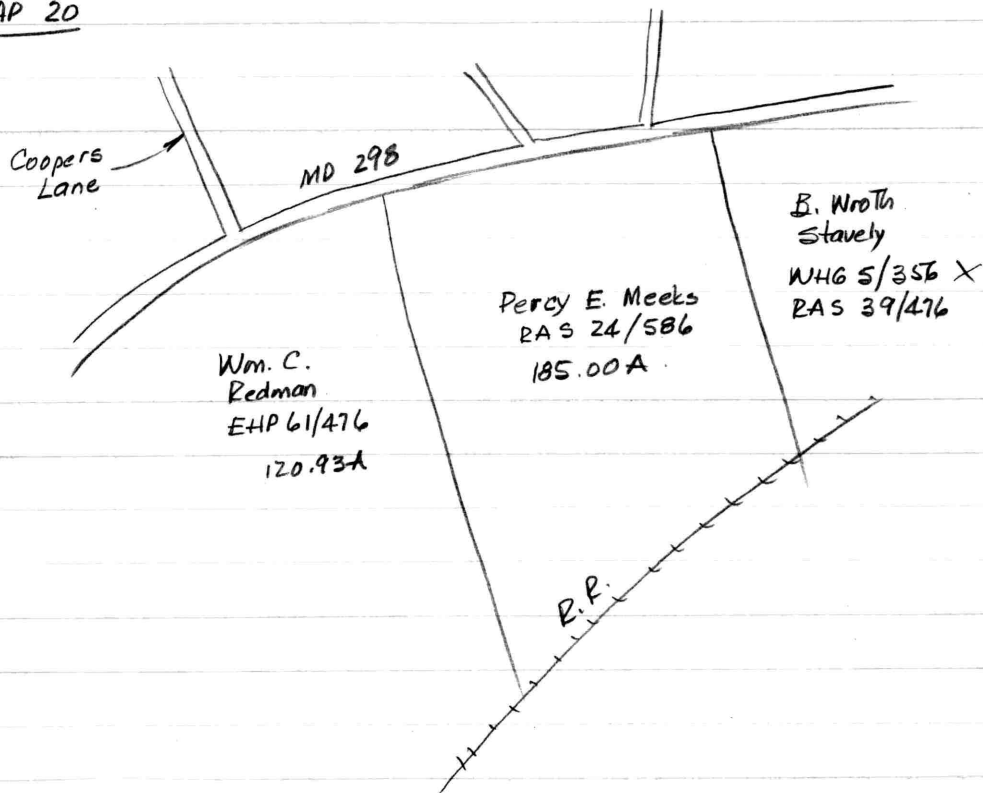 AP 20
Coopers
Lane
MD 298
B. Wroth
Stavely
WHG 5/356 X
RAS 39/476
Percy E. Meeks
RAS 24/586
185.00 A
Wm. C.
Redman
EHP 61/476
120.93A
R.R.